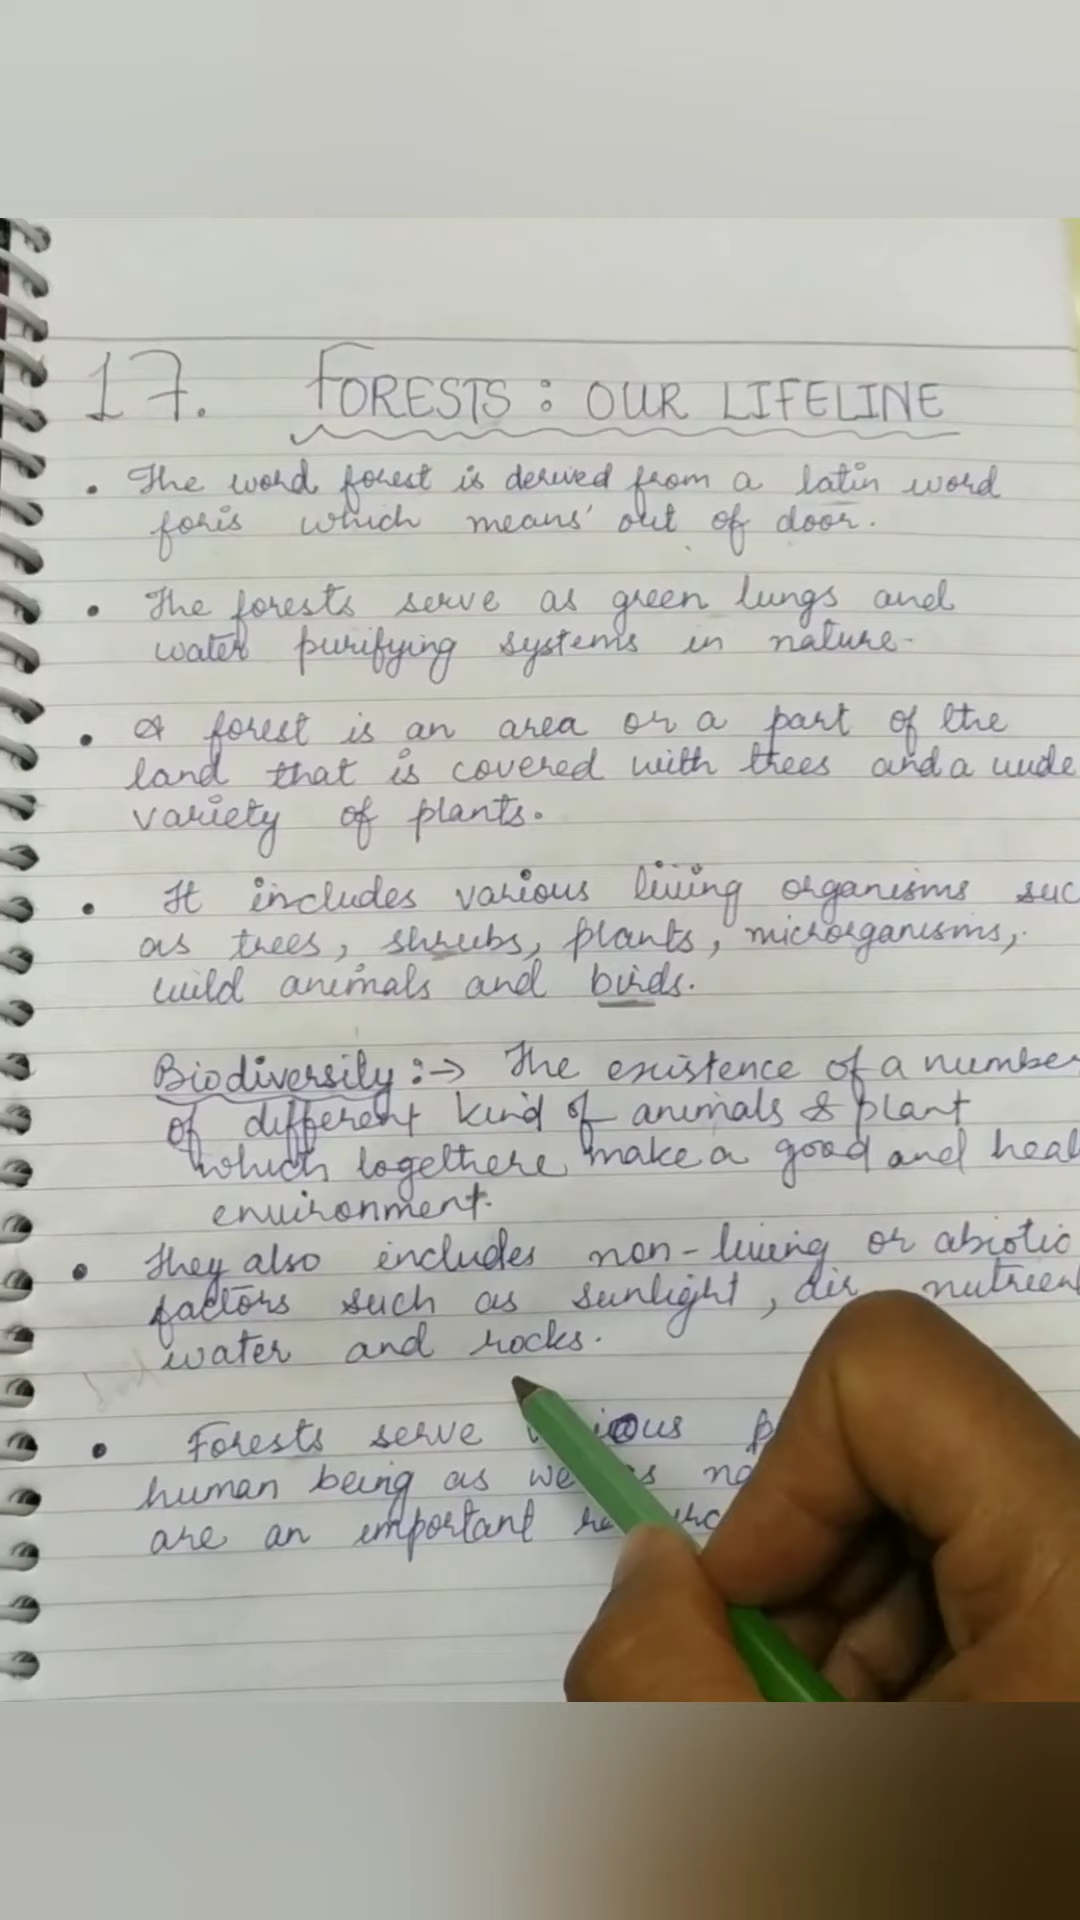 17. FORESTS : OUR LIFELINE
• The word forest is derived from a latin word
foris which means' out of door.
• The forests serve as green lungs and
water purifying systems in nature.
• A forest is an area or a part of the
land that is covered with trees and a
variety of plants.
• It includes various living organisms
as trees, shrubs, plants, microorganisms,
wild animals and birds.
Biodiversity :→ The existence of a number
of different kind of animals & plant
which togethere make a good and
environment.
• They also includes non-living or abiotic
factors such as sunlight, air
water and rocks.
• Forests serve
human being as
are an important